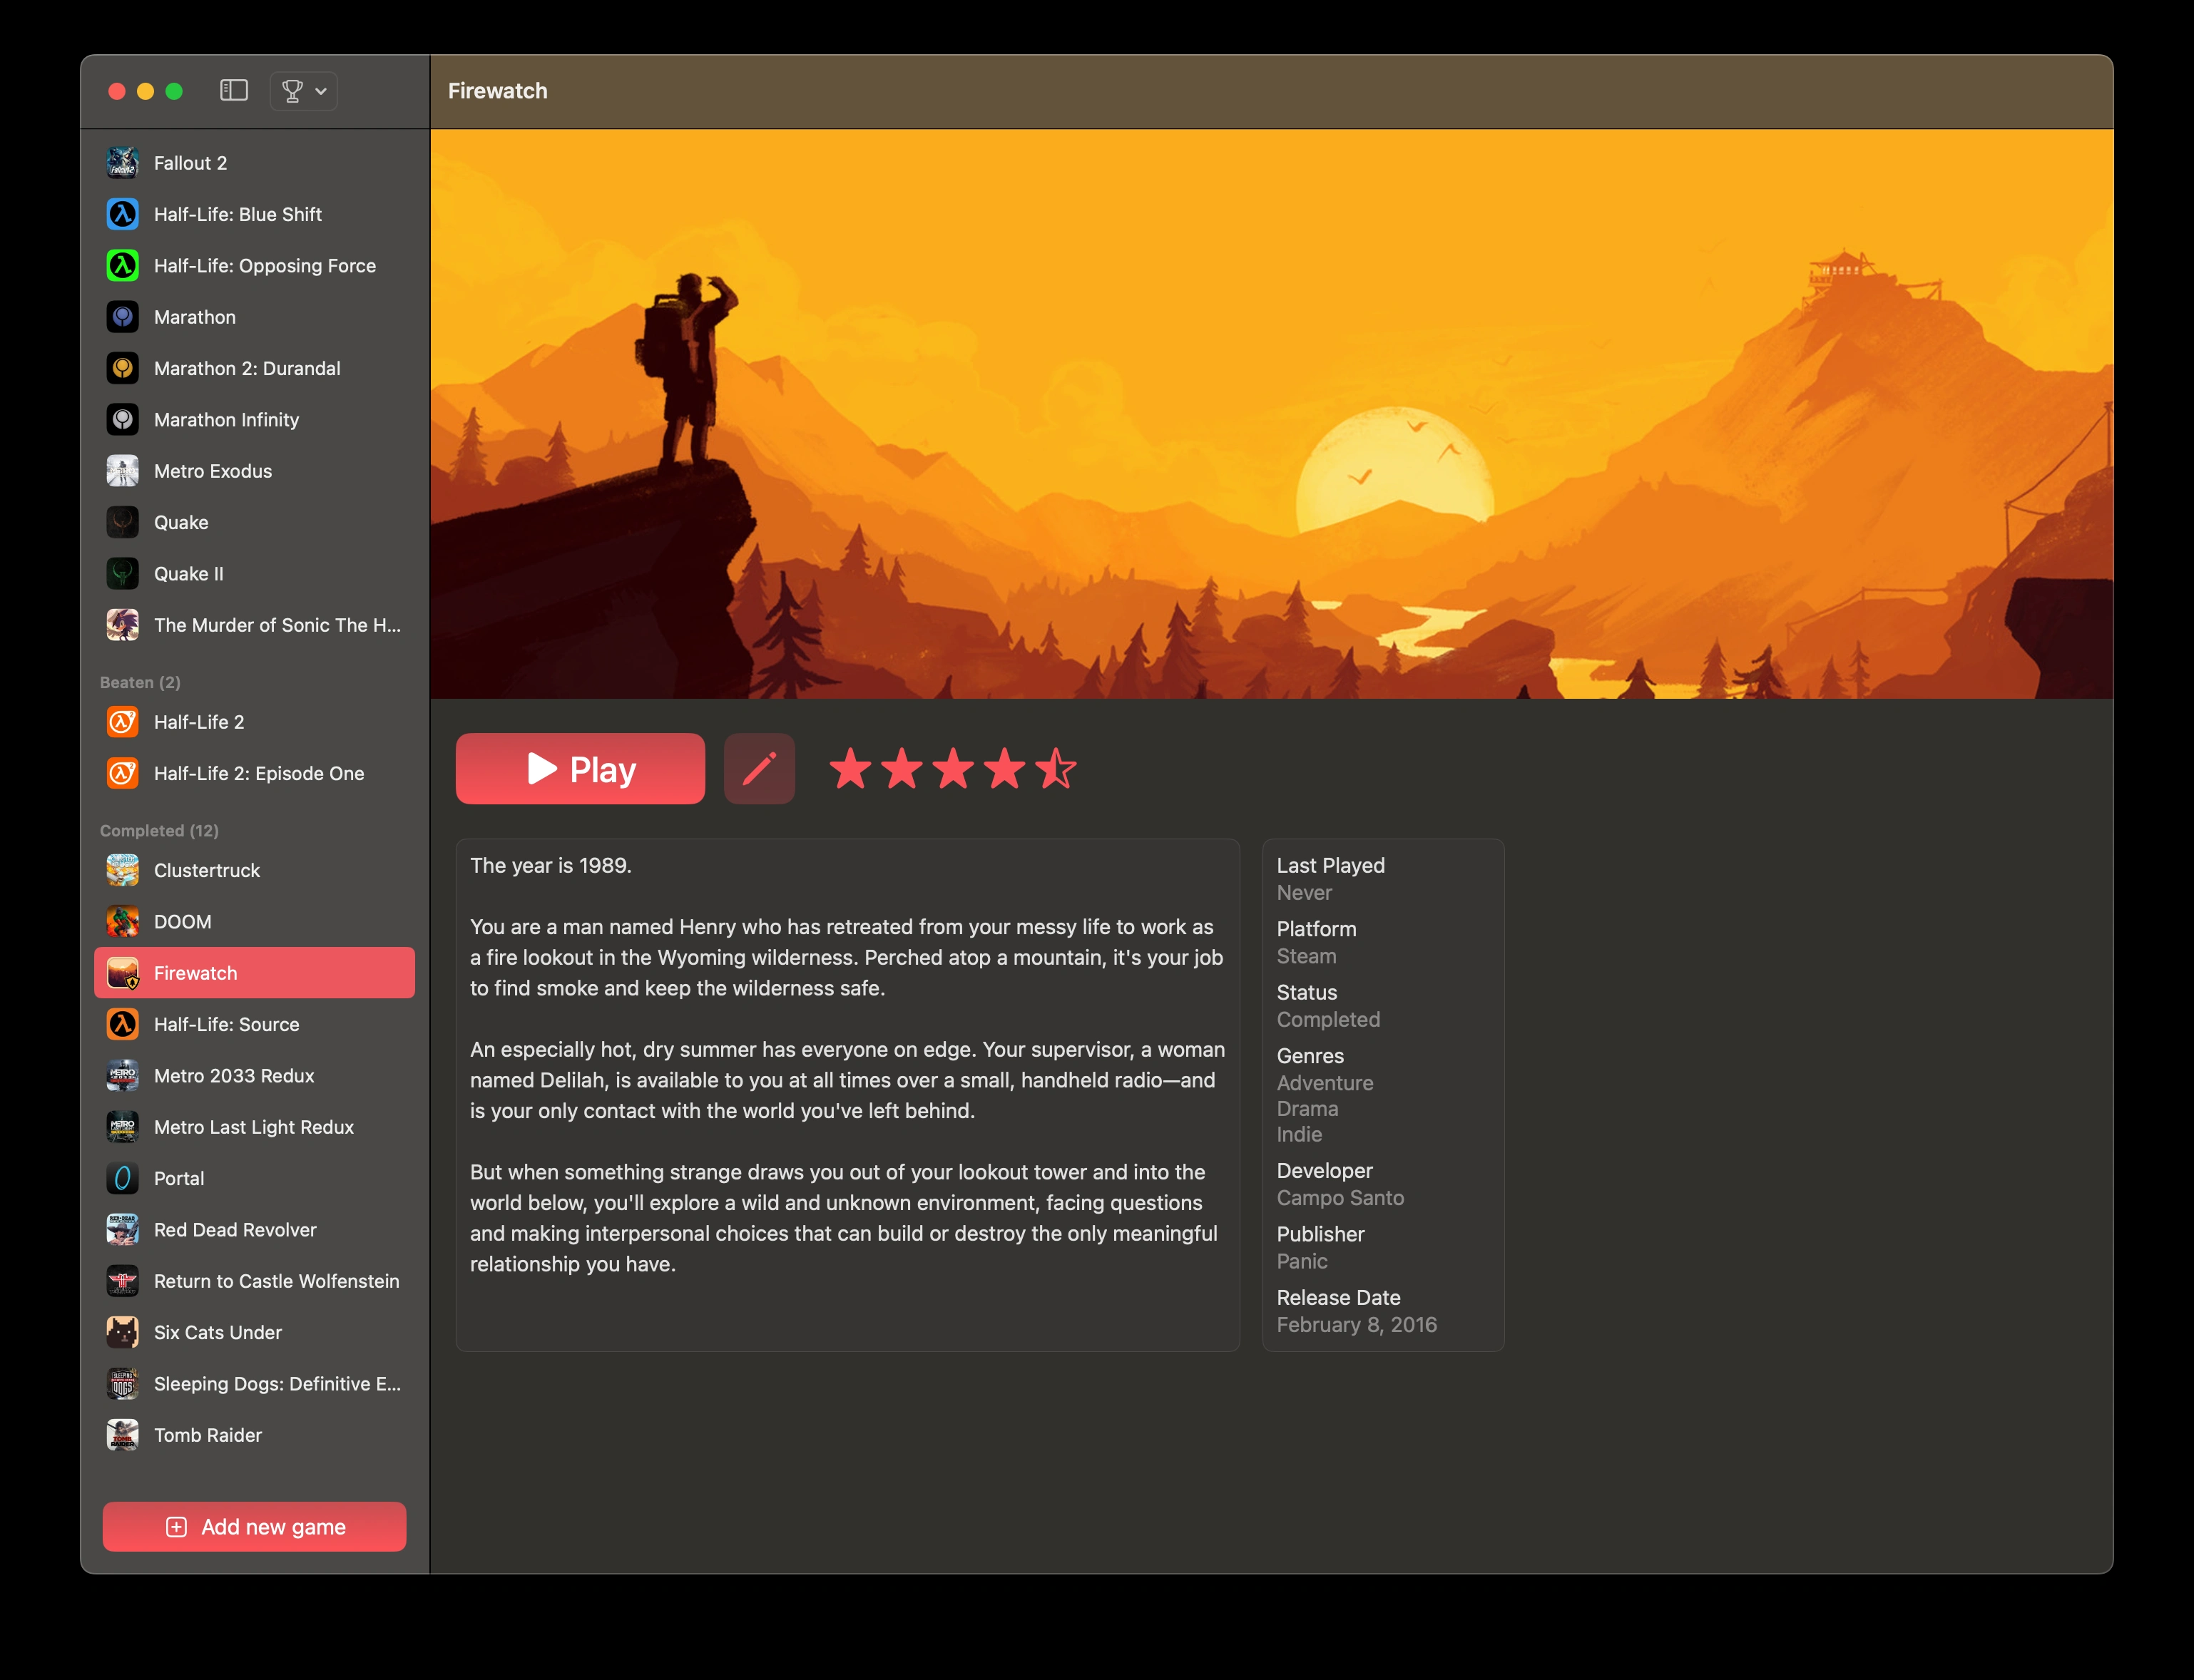 Firewatch
Fallout 2
Half-Life: Blue Shift
Half-Life: Opposing Force
Marathon
Marathon 2: Durandal
Marathon Infinity
Metro Exodus
Quake
Quake II
The Murder of Sonic The H...
Beaten (2)
Half-Life 2
Half-Life 2: Episode One
Completed (12)
Clustertruck
DOOM
Firewatch
Half-Life: Source
Metro 2033 Redux
Metro Last Light Redux
Portal
Red Dead Revolver
Return to Castle Wolfenstein
Six Cats Under
Sleeping Dogs: Definitive E...
Tomb Raider
Add new game
Play
The year is 1989.
You are a man named Henry who has retreated from your messy life to work as
a fire lookout in the Wyoming wilderness. Perched atop a mountain, it's your job
to find smoke and keep the wilderness safe.
An especially hot, dry summer has everyone on edge. Your supervisor, a woman
named Delilah, is available to you at all times over a small, handheld radio—and
is your only contact with the world you've left behind.
But when something strange draws you out of your lookout tower and into the
world below, you'll explore a wild and unknown environment, facing questions
and making interpersonal choices that can build or destroy the only meaningful
relationship you have.
Last Played
Never
Platform
Steam
Status
Completed
Genres
Adventure
Drama
Indie
Developer
Campo Santo
Publisher
Panic
Release Date
February 8, 2016